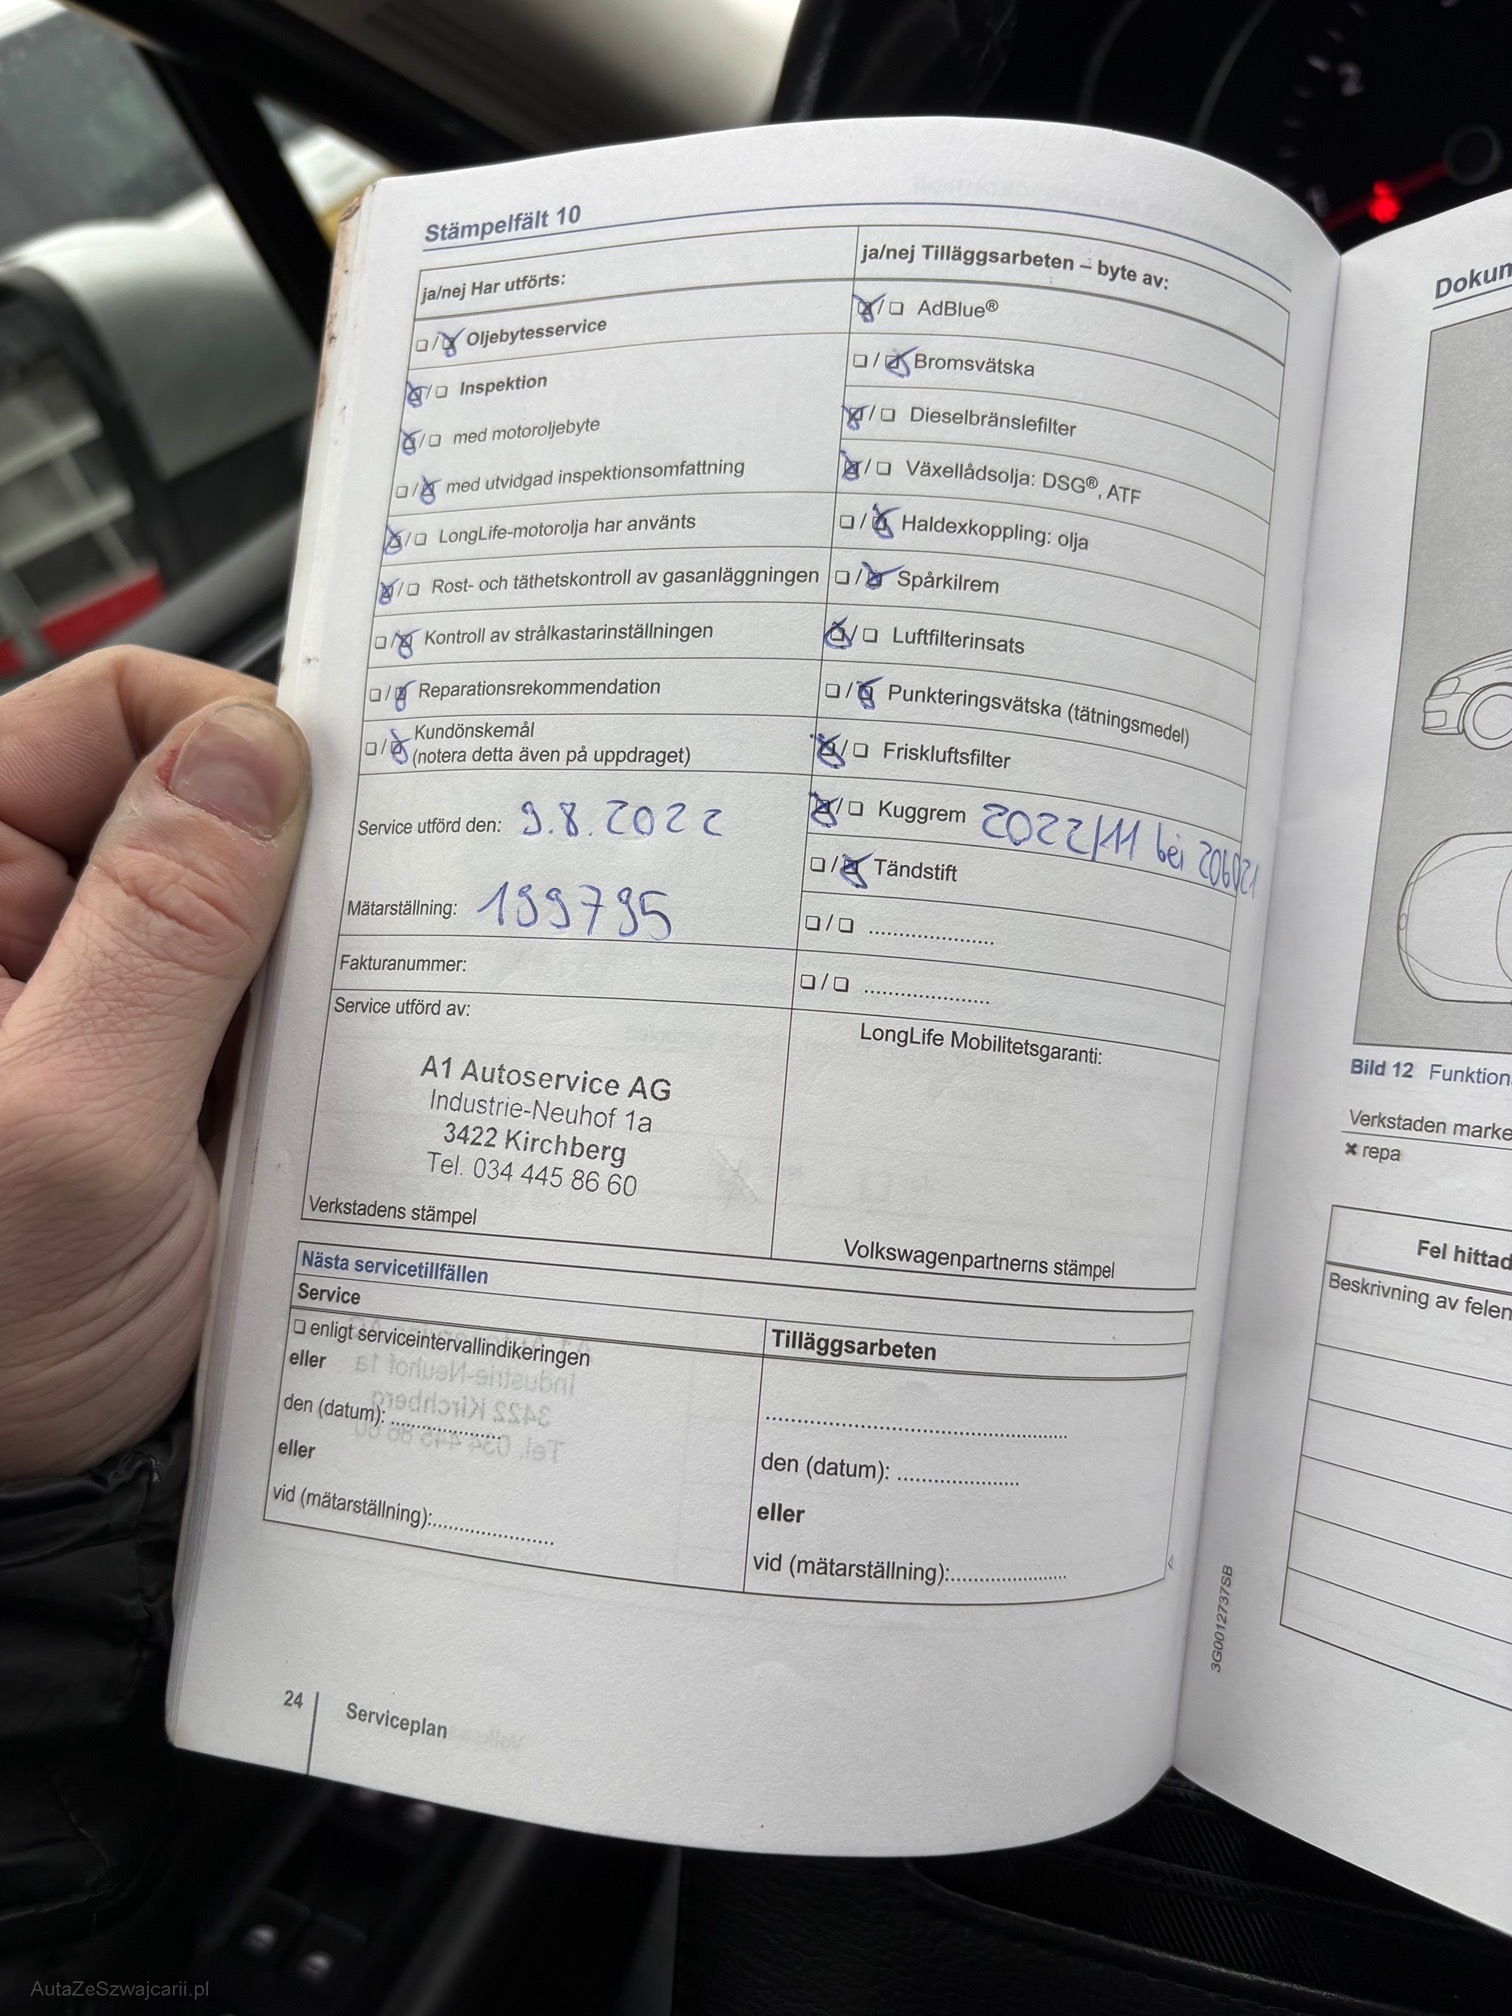 Stämpelfält 10
ja/nej Har utförts:
❏ / ☒ Oljebytesservice
☒ / ❏ Inspektion
☒ / ❏ med motoroljebyte
❏ / ☒ med utvidgad inspektionsomfattning
☒ / ❏ LongLife-motorolja har använts
☒ / ❏ Rost- och täthetskontroll av gasanläggningen
❏ / ☒ Kontroll av strålkastarinställningen
❏ / ☒ Reparationsrekommendation
❏ / ☒ Kundönskemål
(notera detta även på uppdraget)
Service utförd den: 9.8.2022
Mätarställning: 199795
Fakturanummer:
Service utförd av:
A1 Autoservice AG
Industrie-Neuhof 1a
3422 Kirchberg
Tel. 034 445 86 60
Verkstadens stämpel
ja/nej Tilläggsarbeten – byte av:
☒ / ❏ AdBlue®
❏ / ☒ Bromsvätska
☒ / ❏ Dieselbränslefilter
☒ / ❏ Växellådsolja: DSG®, ATF
❏ / ☒ Haldexkoppling: olja
❏ / ☒ Spårkilrem
☒ / ❏ Luftfilterinsats
❏ / ☒ Punkteringsvätska (tätningsmedel)
☒ / ❏ Friskluftsfilter
☒ / ❏ Kuggrem 2022/11 bei 206021
❏ / ☒ Tändstift
❏ / ❏ ......................
❏ / ❏ ......................
LongLife Mobilitetsgaranti:
Volkswagenpartnerns stämpel
Nästa servicetillfällen
Service
❏ enligt serviceintervallindikeringen
eller
den (datum): ...................
eller
vid (mätarställning):....................
Tilläggsarbeten
..................................................
den (datum): ....................
eller
vid (mätarställning):...................
24 Serviceplan
3G0012737SB
Bild 12 Funktion
Verkstaden marke
✖ repa
Fel hittad
Beskrivning av felen
2
1
AutaZeSzwajcarii.pl